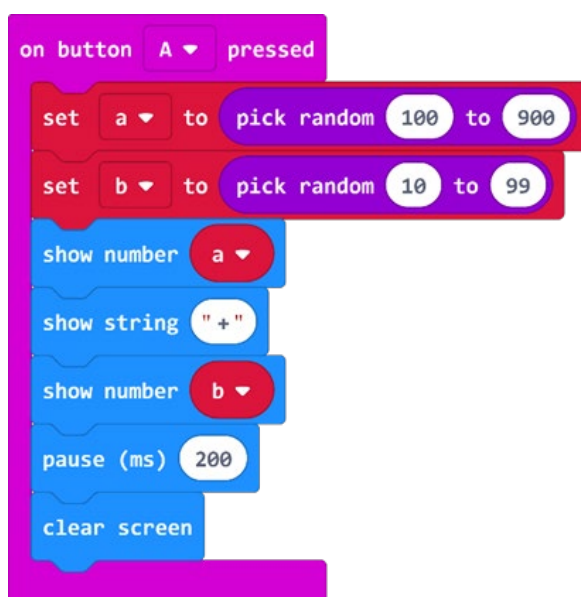 on button A pressed
set a to pick random 100 to 900
set b to pick random 10 to 99
show number a
show string "+"
show number b
pause (ms) 200
clear screen